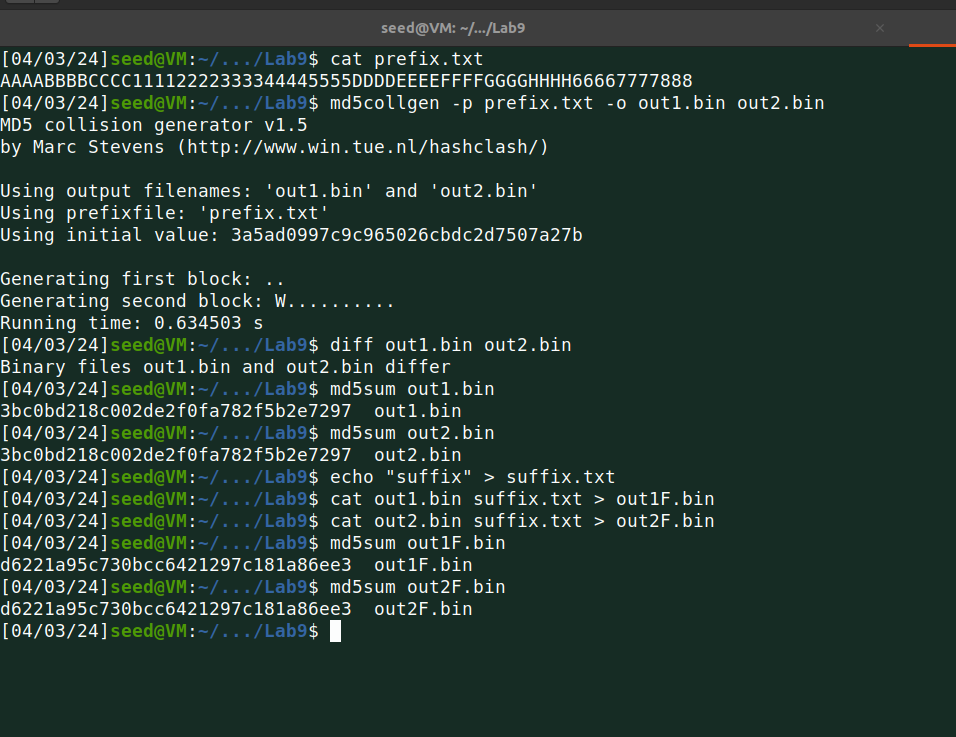 seed@VM: ~/.../Lab9
[04/03/24]seed@VM:~/.../Lab9$ cat prefix.txt
AAAABBBBCCCC11112222333344445555DDDDEEEEFFFFGGGGHHHH66667777888
[04/03/24]seed@VM:~/.../Lab9$ md5collgen -p prefix.txt -o out1.bin out2.bin
MD5 collision generator v1.5
by Marc Stevens (http://www.win.tue.nl/hashclash/)
Using output filenames: 'out1.bin' and 'out2.bin'
Using prefixfile: 'prefix.txt'
Using initial value: 3a5ad0997c9c965026cbdc2d7507a27b
Generating first block: ..
Generating second block: W..........
Running time: 0.634503 s
[04/03/24]seed@VM:~/.../Lab9$ diff out1.bin out2.bin
Binary files out1.bin and out2.bin differ
[04/03/24]seed@VM:~/.../Lab9$ md5sum out1.bin
3bc0bd218c002de2f0fa782f5b2e7297  out1.bin
[04/03/24]seed@VM:~/.../Lab9$ md5sum out2.bin
3bc0bd218c002de2f0fa782f5b2e7297  out2.bin
[04/03/24]seed@VM:~/.../Lab9$ echo "suffix" > suffix.txt
[04/03/24]seed@VM:~/.../Lab9$ cat out1.bin suffix.txt > out1F.bin
[04/03/24]seed@VM:~/.../Lab9$ cat out2.bin suffix.txt > out2F.bin
[04/03/24]seed@VM:~/.../Lab9$ md5sum out1F.bin
d6221a95c730bcc6421297c181a86ee3  out1F.bin
[04/03/24]seed@VM:~/.../Lab9$ md5sum out2F.bin
d6221a95c730bcc6421297c181a86ee3  out2F.bin
[04/03/24]seed@VM:~/.../Lab9$